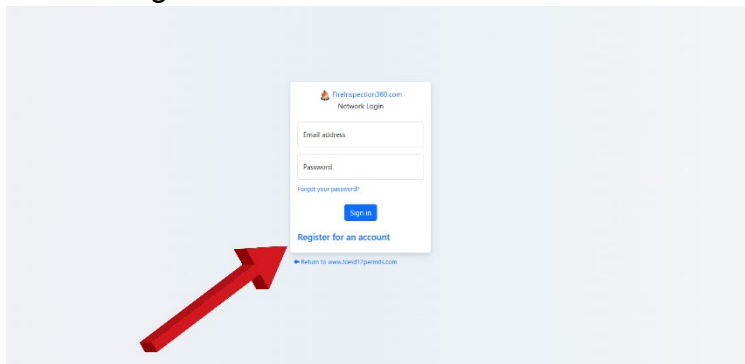 FireInspection360.com
Network Login
Email address
Password
Forgot your password?
Sign in
Register for an account
Return to www.tcesd12permits.com